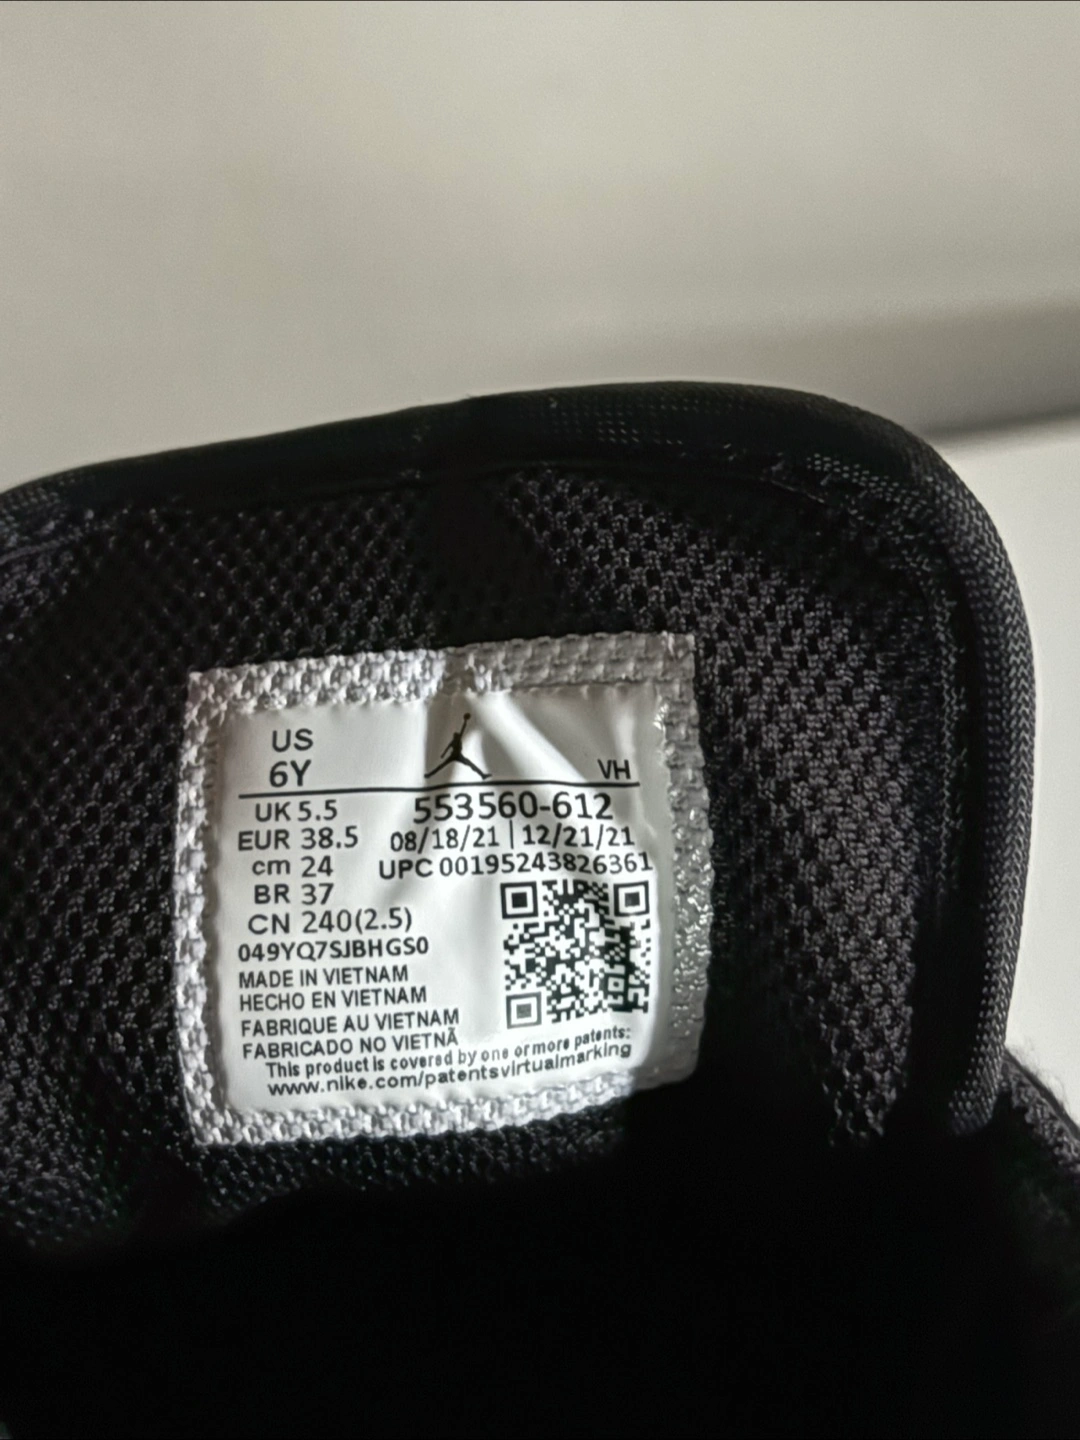 US
6Y
VH
UK 5.5
553560-612
EUR 38.5
08/18/21 | 12/21/21
cm 24
UPC 00195243826361
BR 37
CN 240(2.5)
049YQ7SJBHGS0
MADE IN VIETNAM
HECHO EN VIETNAM
FABRIQUE AU VIETNAM
FABRICADO NO VIETNÃ
This product is covered by one or more patents:
www.nike.com/patentsvirtualmarking